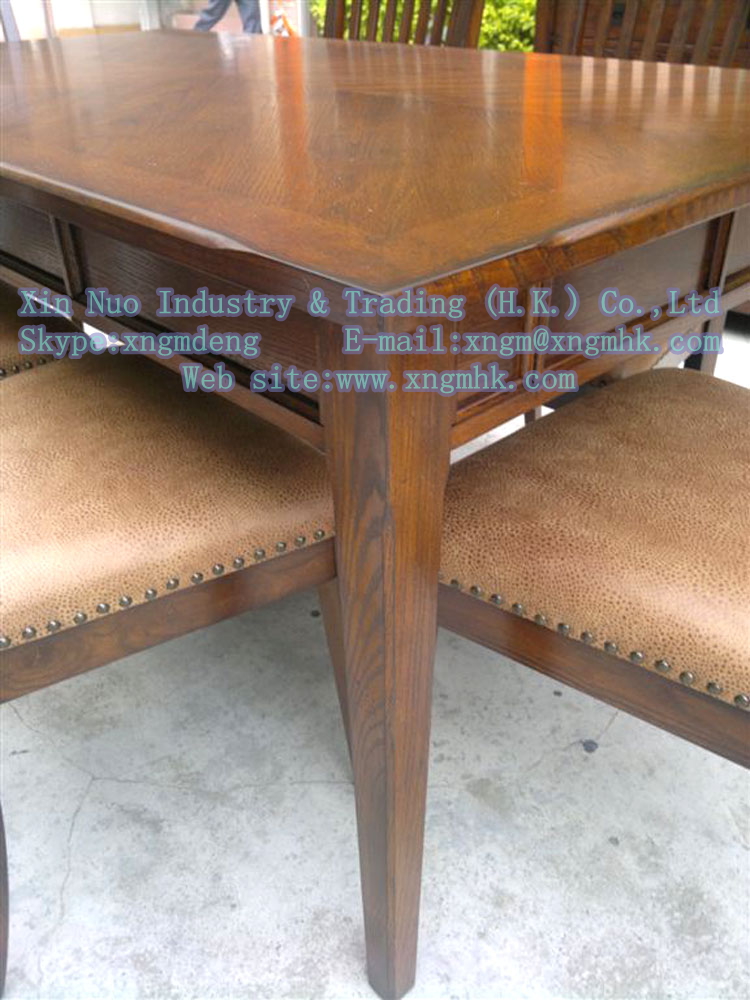 Xin Nuo Industry & Trading (H.K.) Co.,Ltd
Skype:xngmdeng E-mail:xngm@xngmhk.com
Web site:www.xngmhk.com